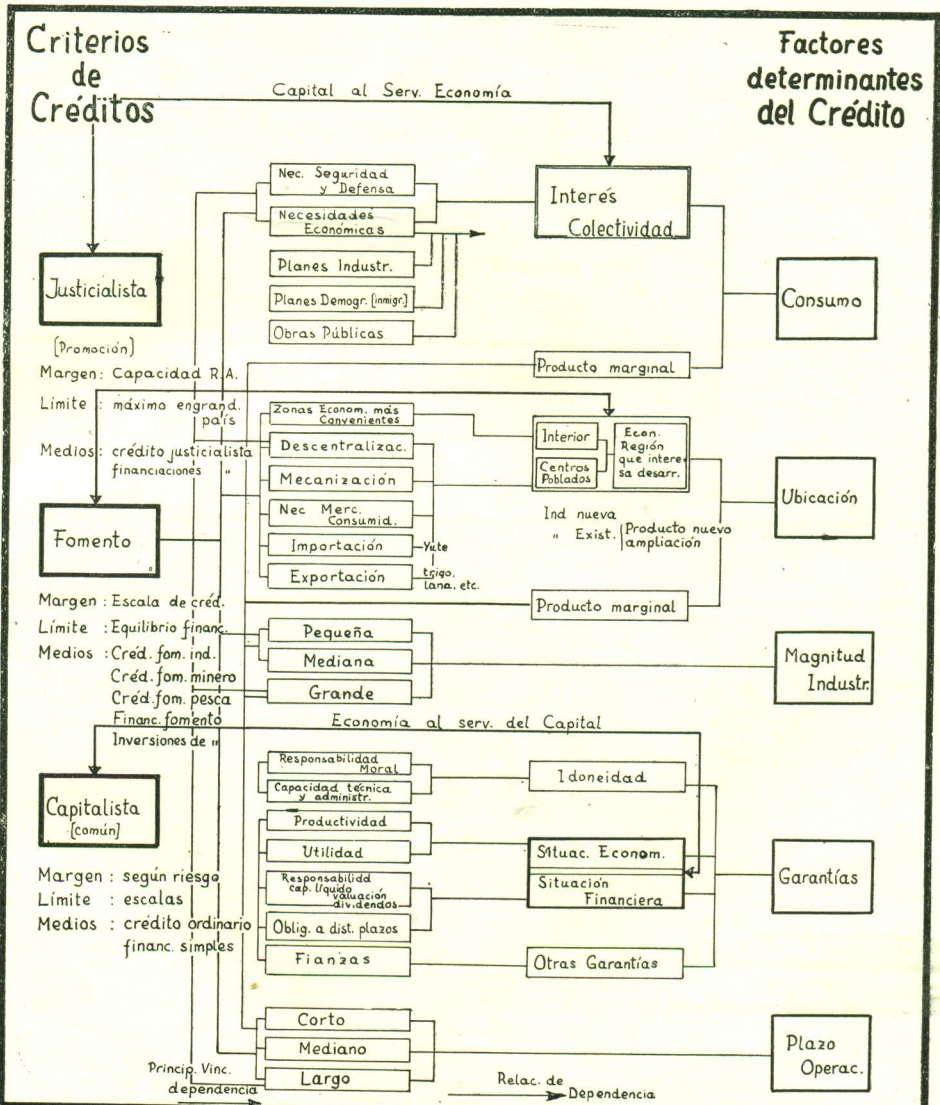 Criterios
de
Créditos
Factores
determinantes
del Crédito
Capital al Serv. Economía
Justicialista
[Promoción]
Margen: Capacidad R.A.
Límite: máximo engrand.
país
Medios: crédito justicialista
financiaciones "
Nec. Seguridad
y Defensa
Necesidades
Económicas
Planes Industr.
Planes Demogr. [inmigr.]
Obras Públicas
Interés
Colectividad
Producto marginal
Consumo
Fomento
Margen: Escala de créd.
Límite: Equilibrio financ.
Medios: Créd. fom. ind.
Créd. fom. minero
Créd. fom. pesca
Financ. fomento
Inversiones de "
Zonas Econom. más
Convenientes
Descentralizac.
Mecanización
Nec Merc.
Consumid.
Importación
Exportación
Yute
trigo,
lana, etc.
Interior
Centros
Poblados
Econ.
Región
que intere-
sa desarr.
Ind nueva
" Exist. Producto nuevo
ampliación
Producto marginal
Ubicación
Pequeña
Mediana
Grande
Magnitud
Industr.
Economía al serv. del Capital
Capitalista
[común]
Margen: según riesgo
Límite: escalas
Medios: crédito ordinario
financ. simples
Responsabilidad
Moral
Capacidad técnica
y administr.
Productividad
Utilidad
Responsabilidd
cap. líquido
valuación
dividendos
Oblig. a dist. plazos
Fianzas
Idoneidad
Situac. Econom.
Situación
Financiera
Otras Garantías
Garantías
Corto
Mediano
Largo
Plazo
Operac.
Princip. Vinc.
dependencia
Relac. de
Dependencia